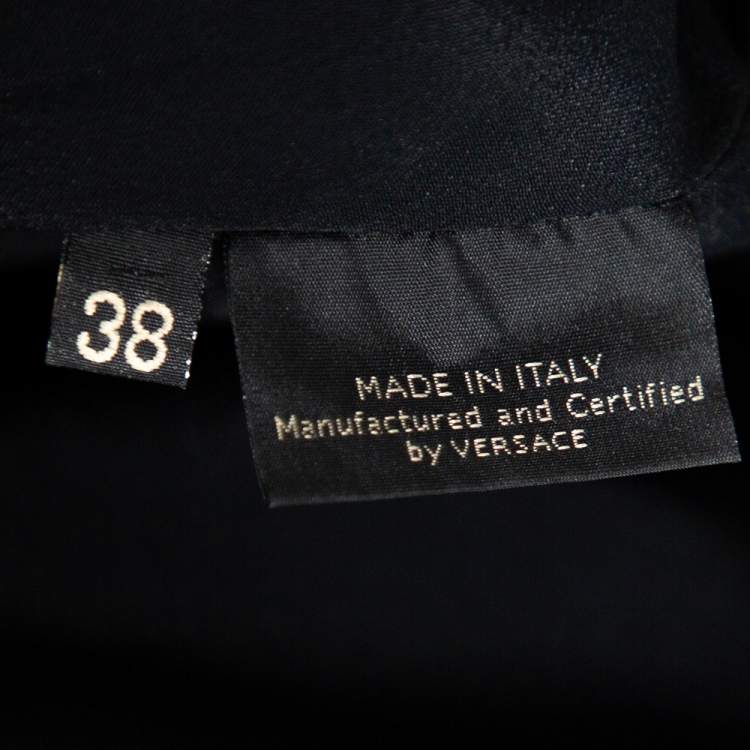 38
MADE IN ITALY
Manufactured and Certified
by VERSACE